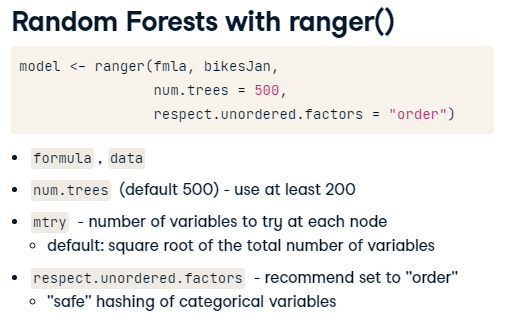 Random Forests with ranger()
model <- ranger(fmla, bikesJan,
num.trees = 500,
respect.unordered.factors = "order")
• formula , data
• num.trees (default 500) - use at least 200
• mtry - number of variables to try at each node
○ default: square root of the total number of variables
• respect.unordered.factors - recommend set to "order"
○ "safe" hashing of categorical variables